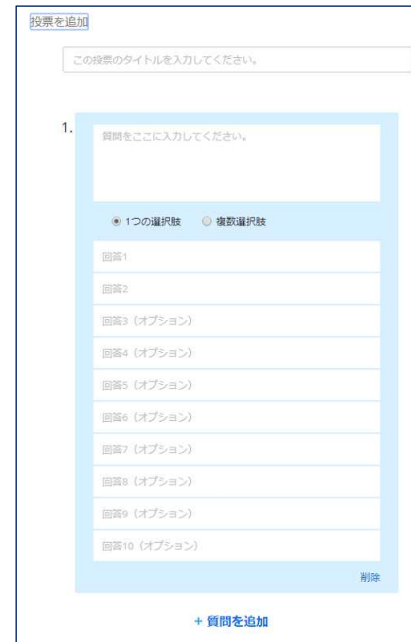 投票を追加
この投票のタイトルを入力してください。
1.
質問をここに入力してください。
1つの選択肢 複数選択肢
回答1
回答2
回答3（オプション）
回答4（オプション）
回答5（オプション）
回答6（オプション）
回答7（オプション）
回答8（オプション）
回答9（オプション）
回答10（オプション）
削除
+ 質問を追加